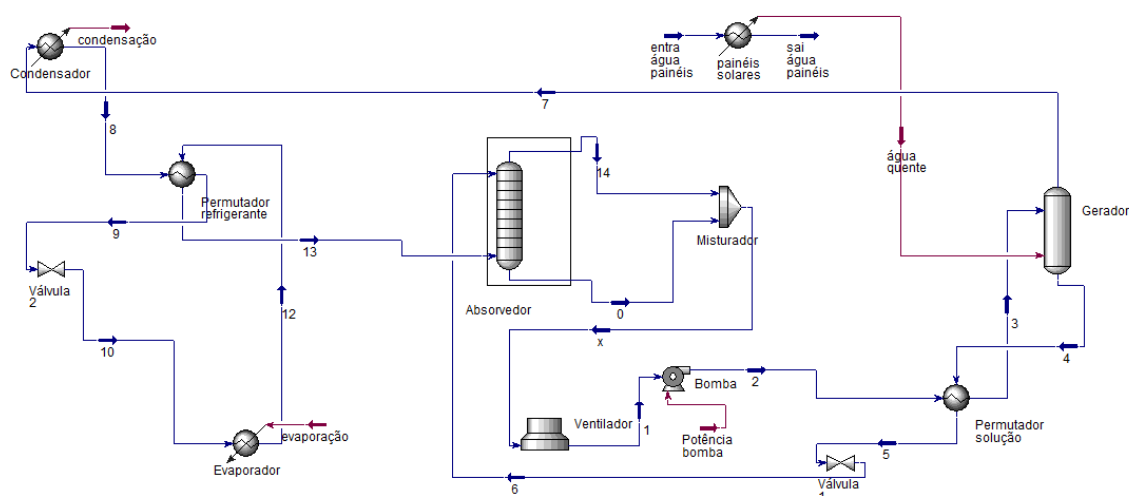 condensação
Condensador
entra
água
painéis
painéis
solares
sai
água
painéis
7
8
14
água
quente
Permutador
refrigerante
Gerador
9
13
Misturador
Válvula
2
12
Absorvedor
0
3
10
x
4
Bomba
2
Ventilador
1
evaporação
Potência
bomba
Permutador
solução
5
Evaporador
6
Válvula